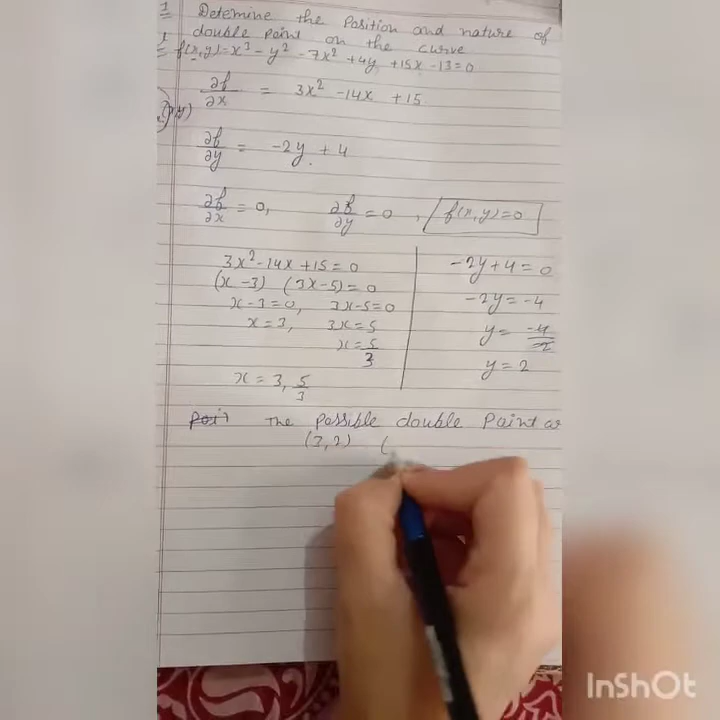 1 Detemine the Position and nature of
double point on the curve
f(x,y)=x³ - y² - 7x² + 4y + 15x - 13 = 0
∂f/∂x = 3x² - 14x + 15
∂f/∂y = -2y + 4
∂f/∂x = 0, ∂f/∂y = 0, f(x,y)=0
3x² - 14x + 15 = 0
(x - 3) (3x - 5) = 0
x - 3 = 0, 3x - 5 = 0
x = 3, 3x = 5
x = 5/3
x = 3, 5/3
-2y + 4 = 0
-2y = -4
y = -4/-2
y = 2
The possible double Point
(3,2) (
InShOt